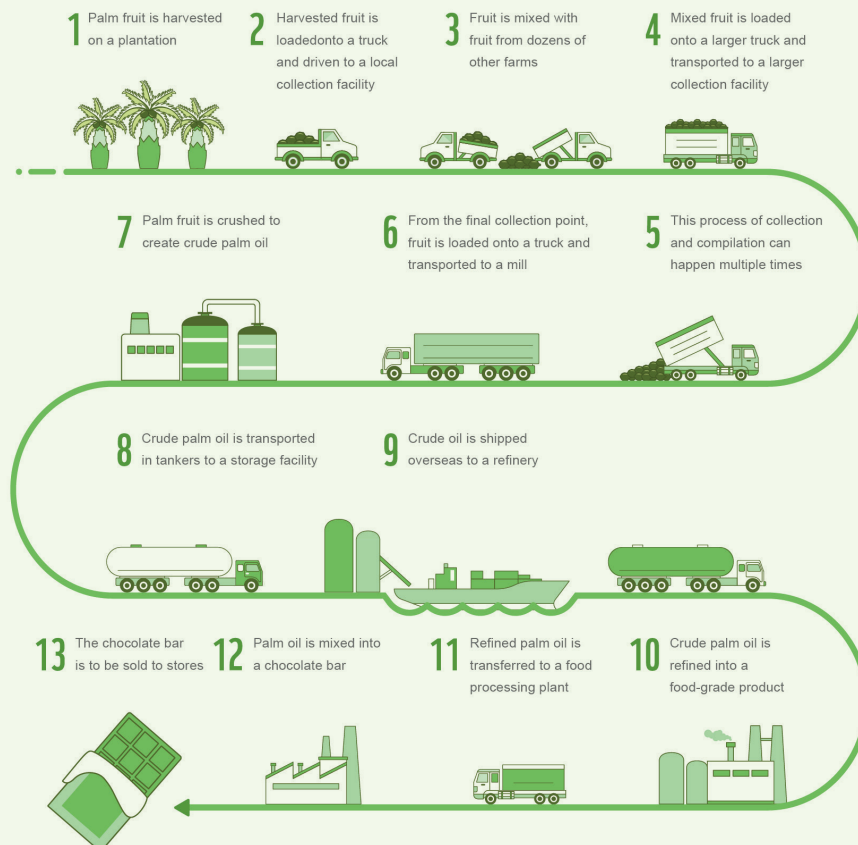 1 Palm fruit is harvested
on a plantation
2 Harvested fruit is
loadedonto a truck
and driven to a local
collection facility
3 Fruit is mixed with
fruit from dozens of
other farms
4 Mixed fruit is loaded
onto a larger truck and
transported to a larger
collection facility
5 This process of collection
and compilation can
happen multiple times
6 From the final collection point,
fruit is loaded onto a truck and
transported to a mill
7 Palm fruit is crushed to
create crude palm oil
8 Crude palm oil is transported
in tankers to a storage facility
9 Crude oil is shipped
overseas to a refinery
10 Crude palm oil is
refined into a
food-grade product
11 Refined palm oil is
transferred to a food
processing plant
12 Palm oil is mixed into
a chocolate bar
13 The chocolate bar
is to be sold to stores